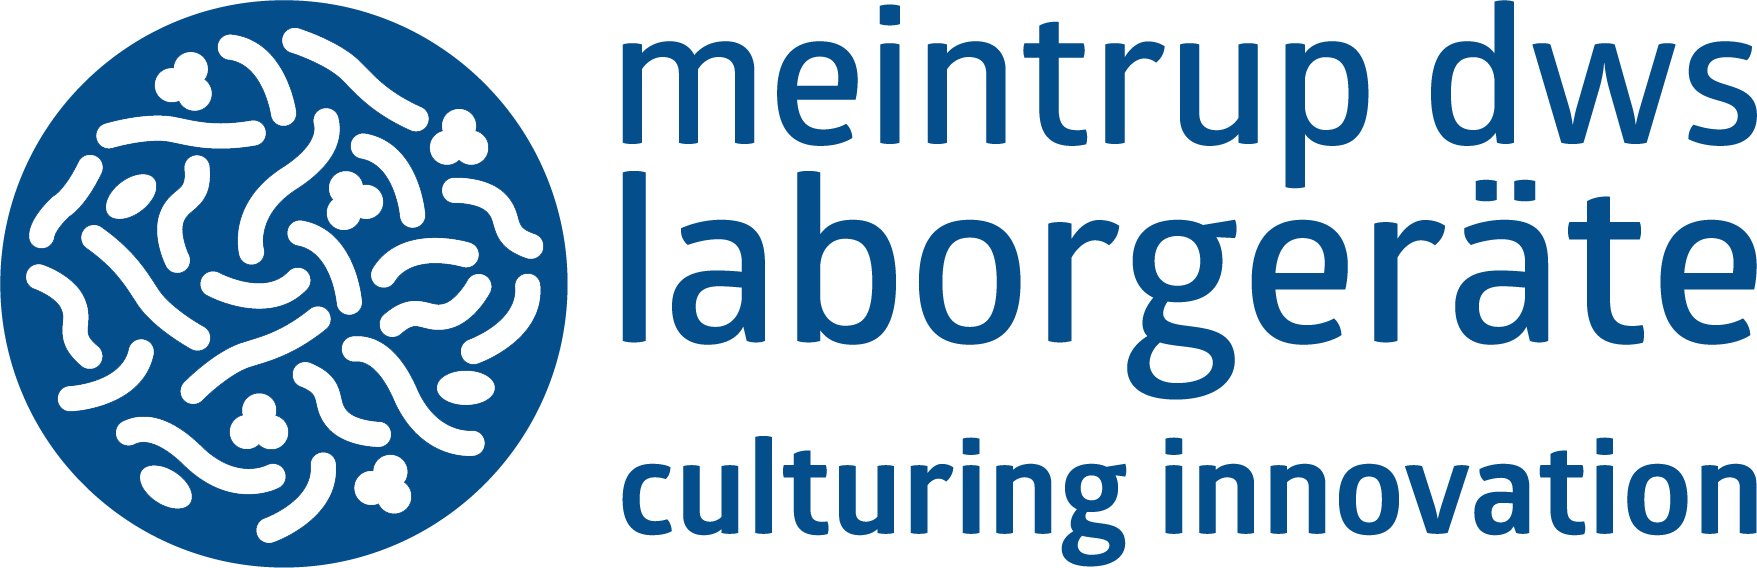 meintrup dws
laborgeräte
culturing innovation